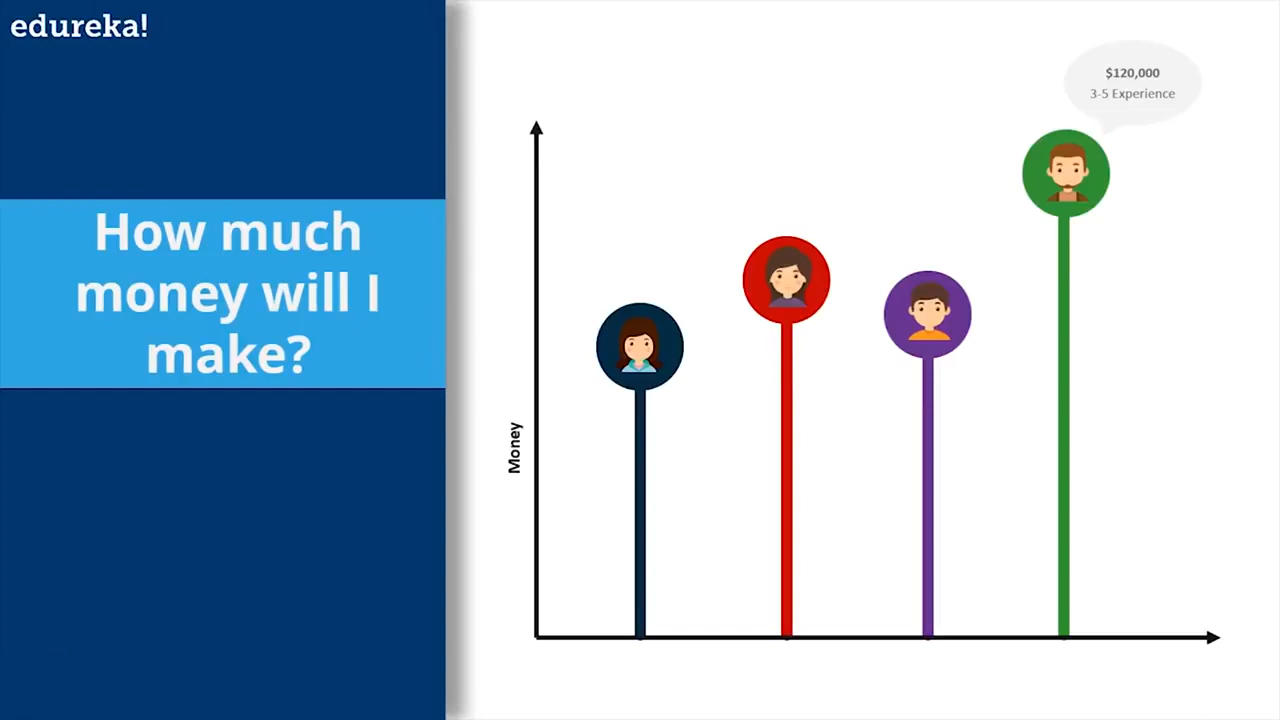 edureka!
How much
money will I
make?
$120,000
3-5 Experience
Money